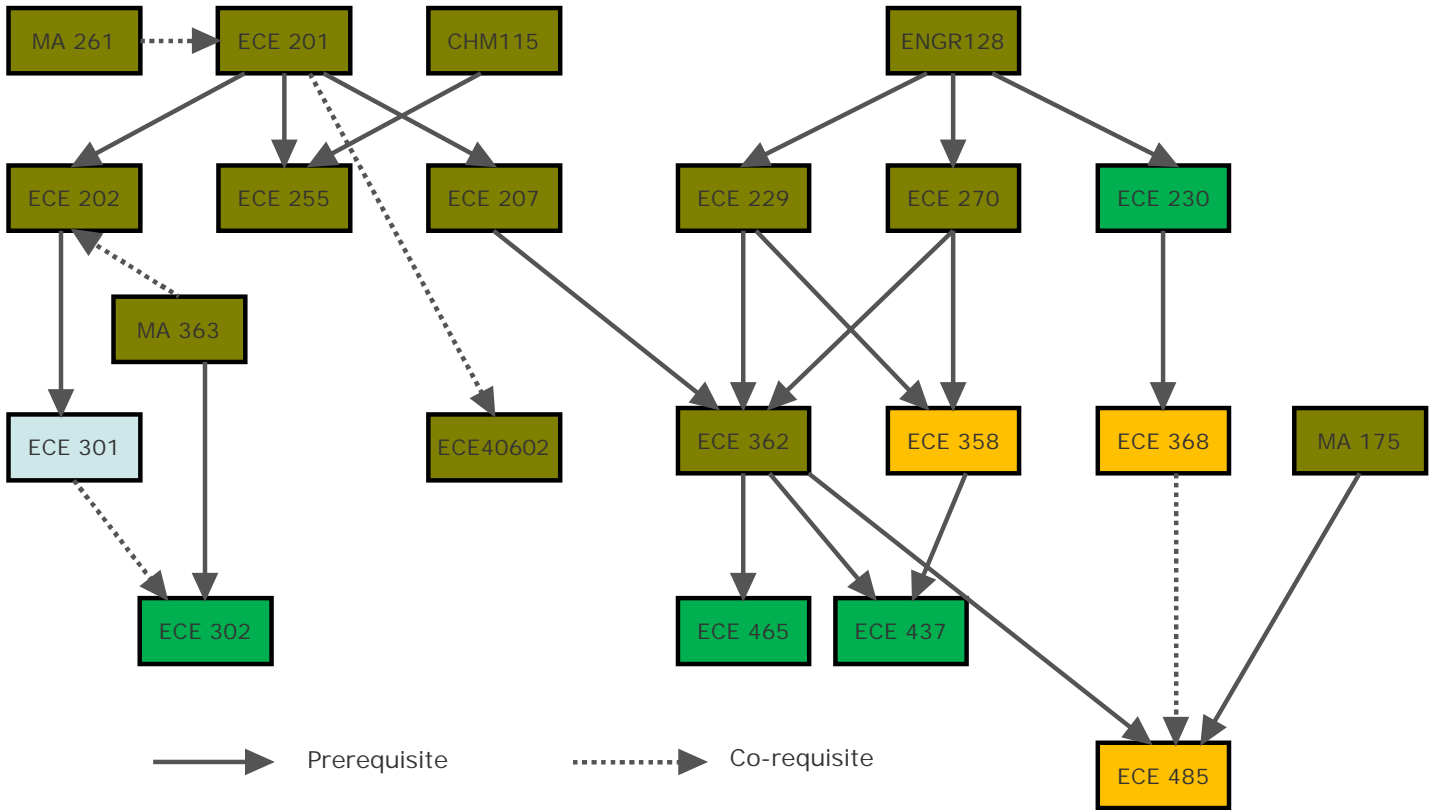 MA 261
ECE 201
CHM115
ENGR128
ECE 202
ECE 255
ECE 207
ECE 229
ECE 270
ECE 230
MA 363
ECE 301
ECE40602
ECE 362
ECE 358
ECE 368
MA 175
ECE 302
ECE 465
ECE 437
Prerequisite
Co-requisite
ECE 485